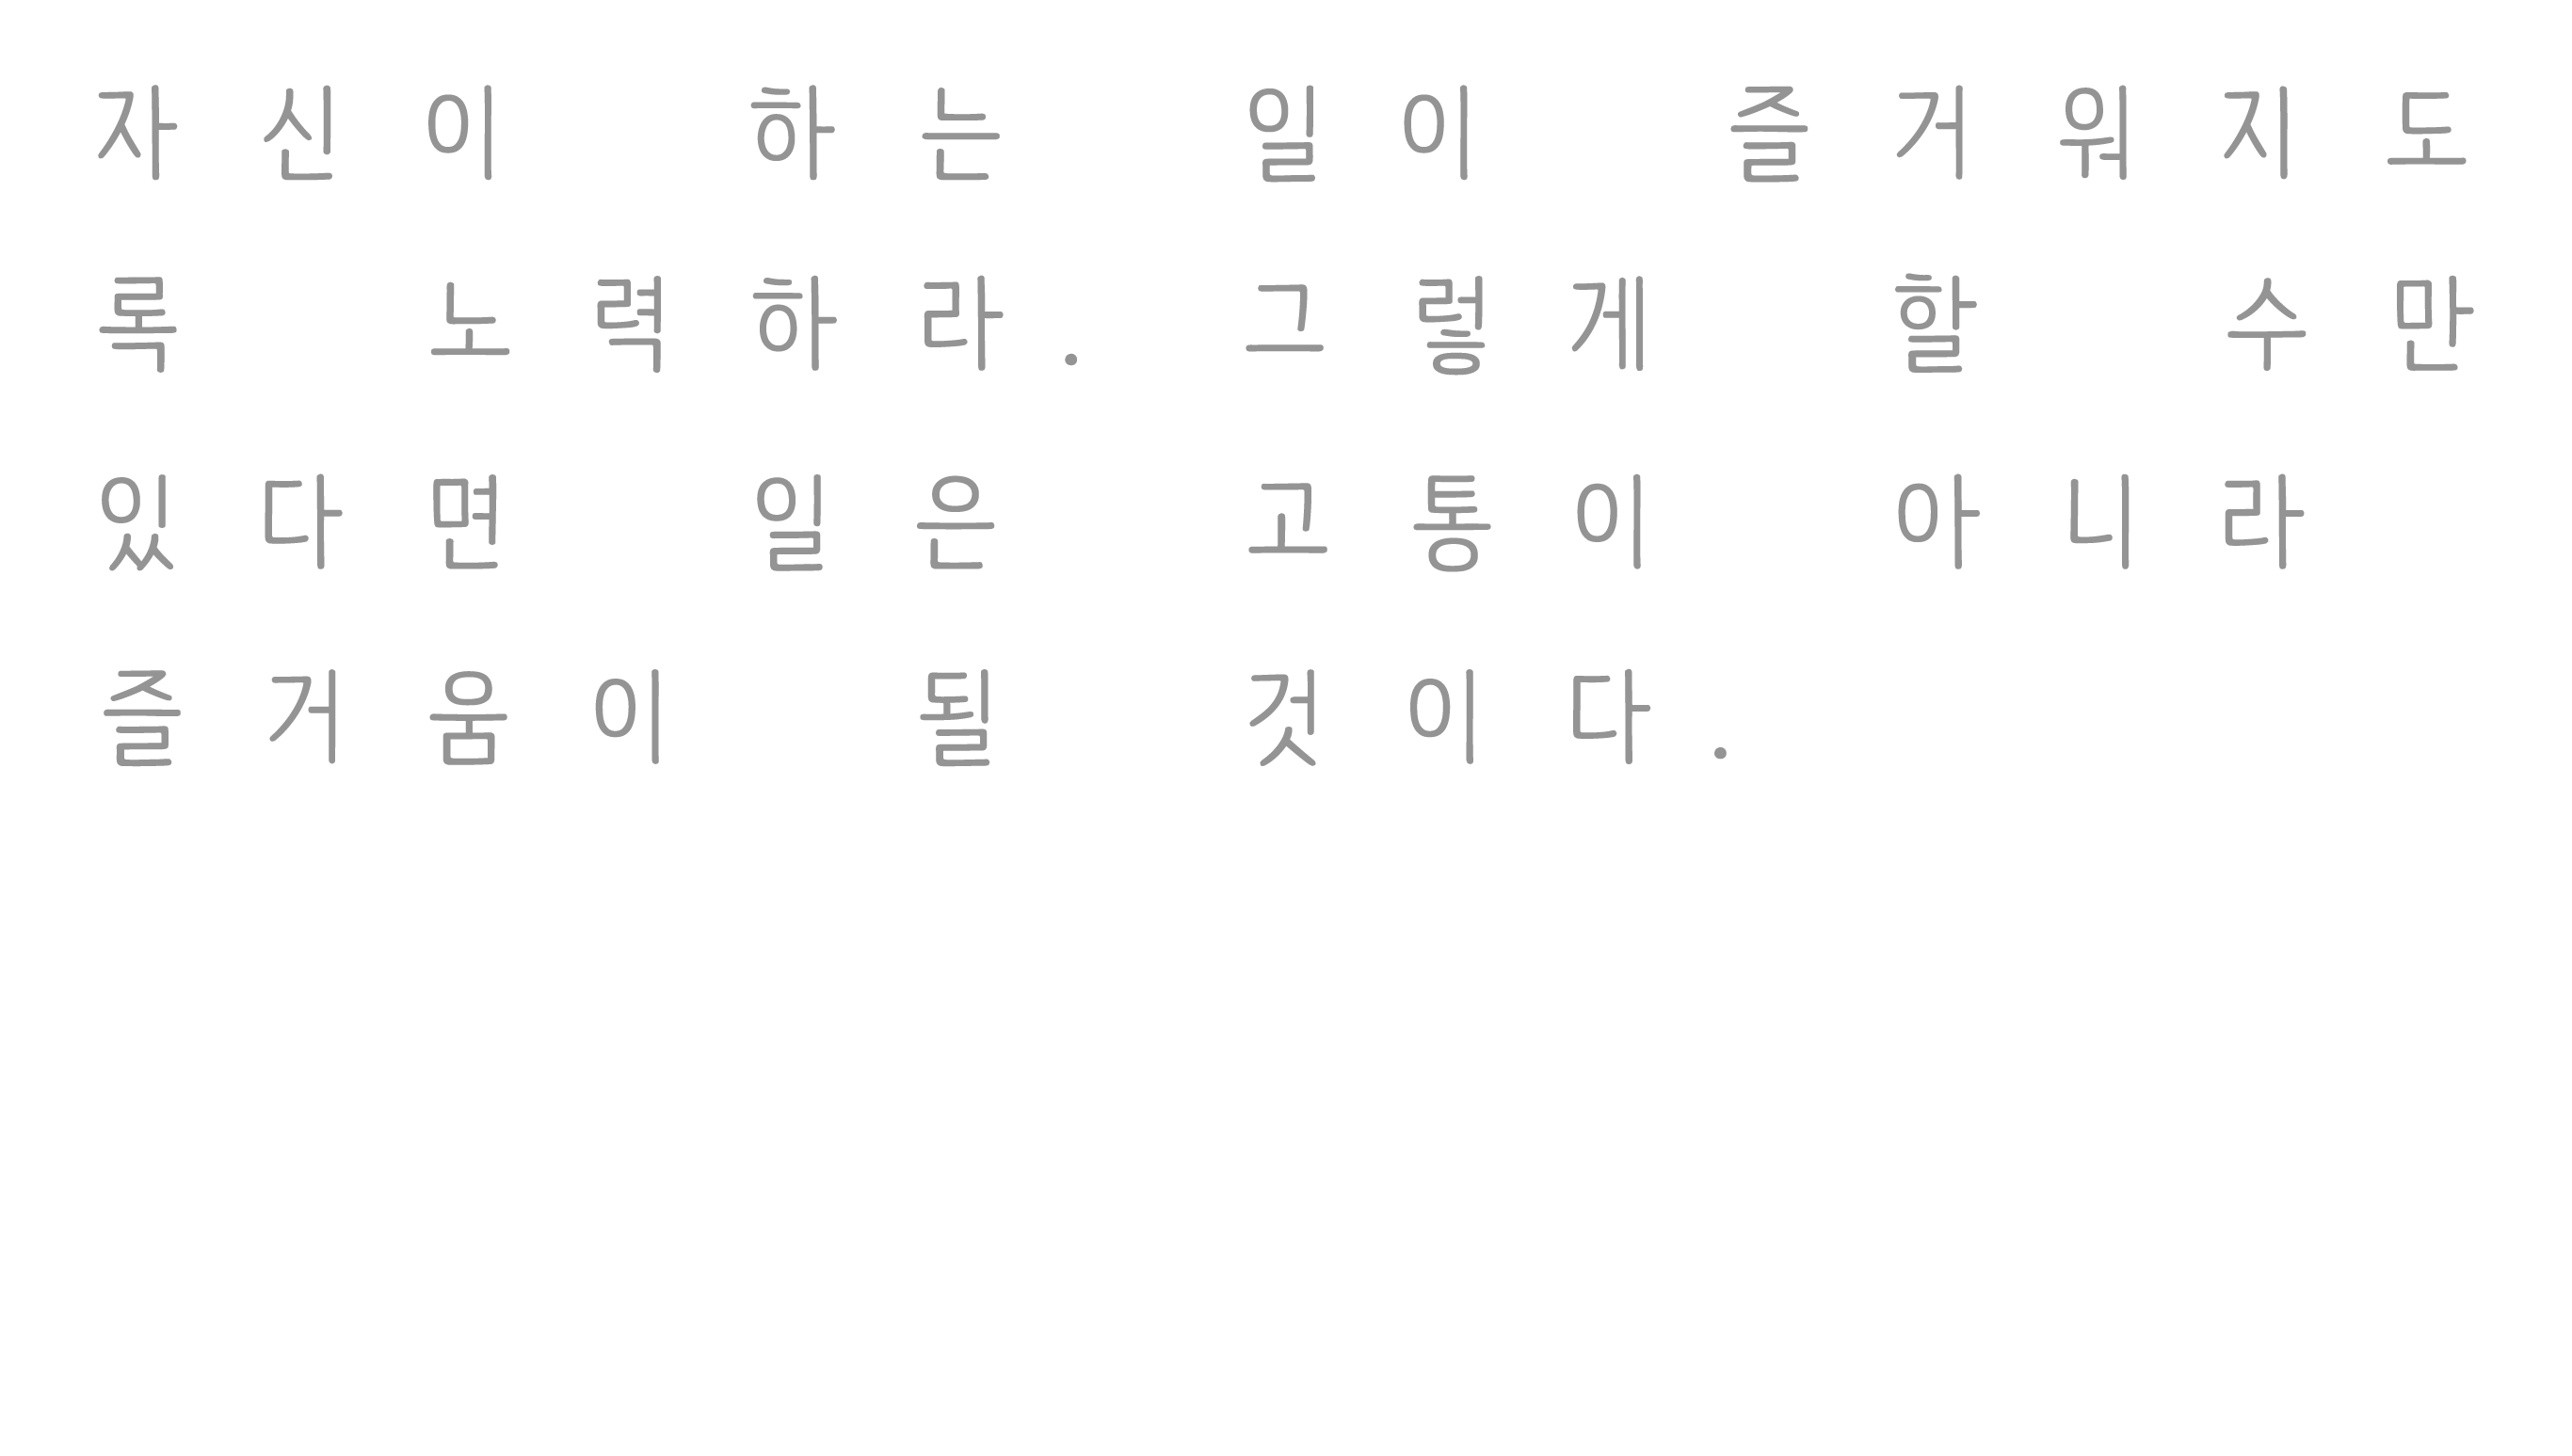 자신이 하는 일이 즐거워지도
록 노력하라. 그렇게 할 수만
있다면 일은 고통이 아니라
즐거움이 될 것이다.